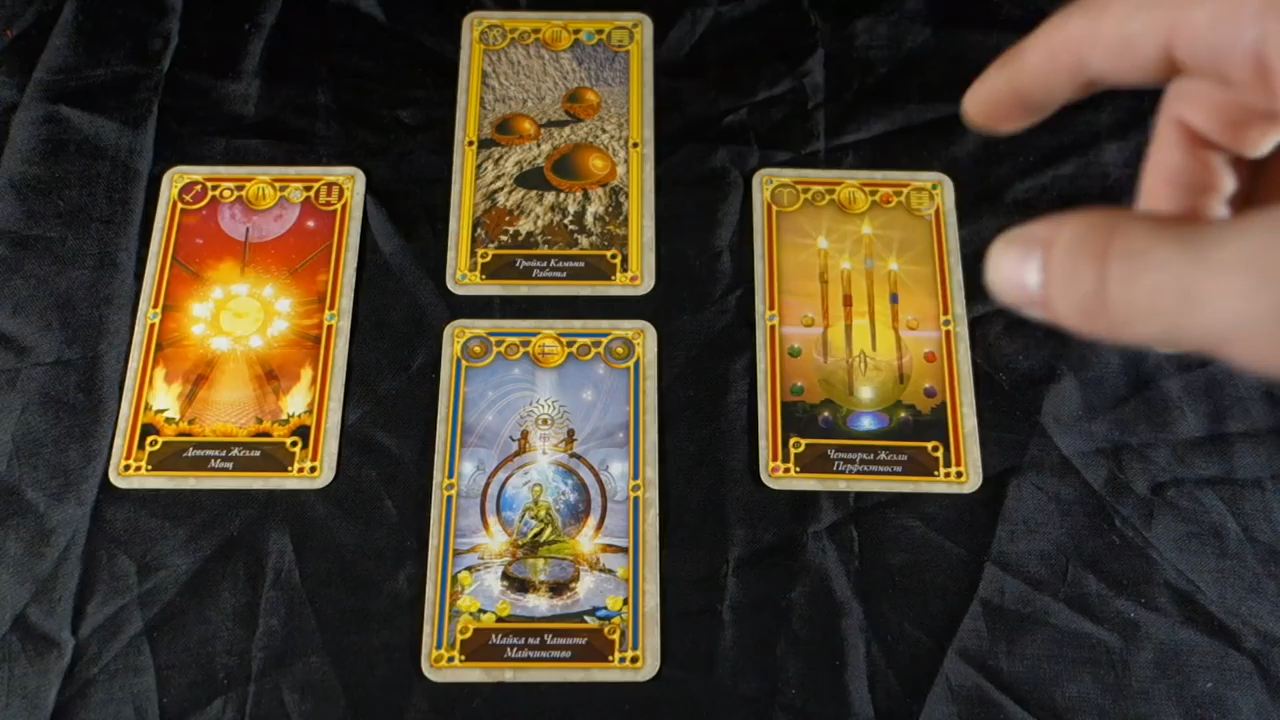 Тройка Камъни
Работа
Деветка Жезли
Мощ
Четворка Жезли
Перфектност
Майка на Чашите
Майчинство